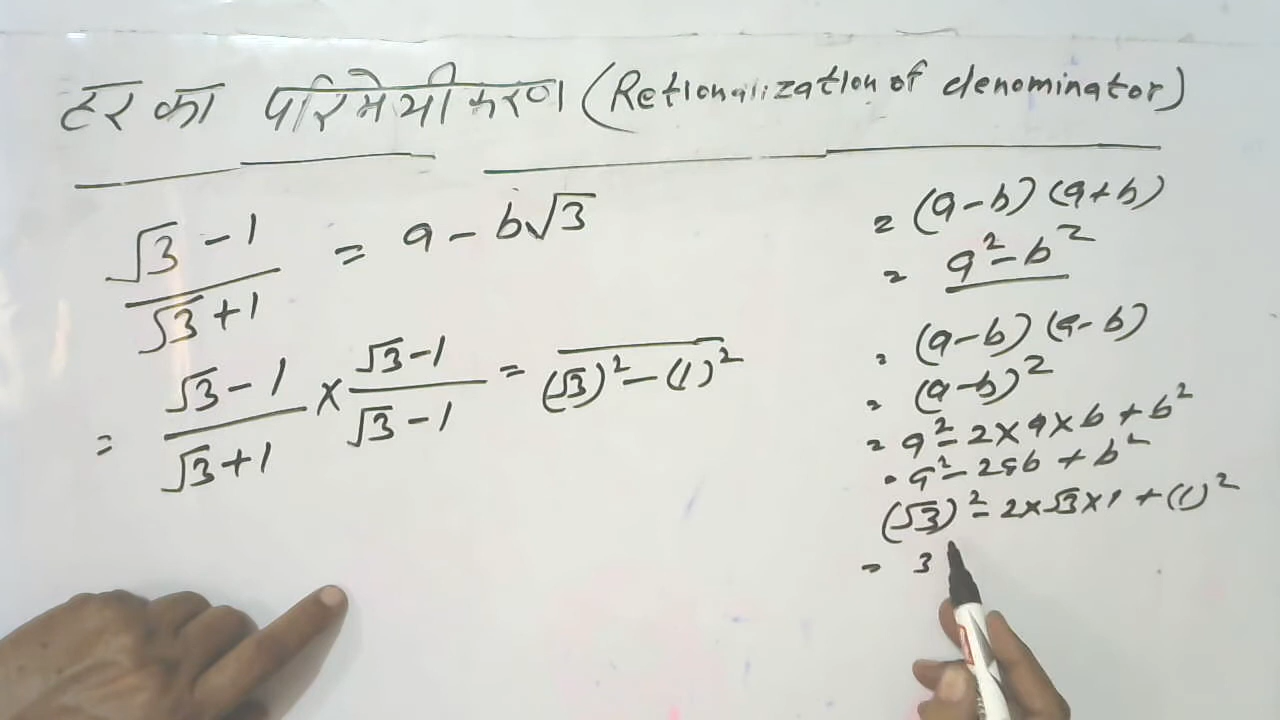 हर का परिमेयीकरण (Retionalization of denominator)
√3 - 1 / √3 + 1 = a - b√3
= √3 - 1 / √3 + 1 × √3 - 1 / √3 - 1 = / (√3)² - (1)²
= (a - b) (a + b)
= a² - b²
= (a - b) (a - b)
= (a - b)²
= a² - 2 × a × b + b²
= a² - 2ab + b²
(√3)² - 2 × √3 × 1 + (1)²
= 3